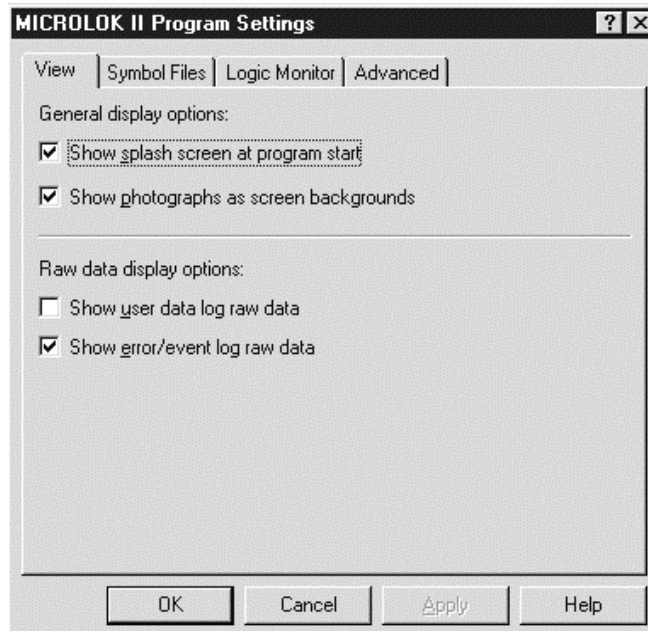 MICROLOK II Program Settings
View Symbol Files Logic Monitor Advanced
General display options:
Show splash screen at program start
Show photographs as screen backgrounds
Raw data display options:
Show user data log raw data
Show error/event log raw data
OK Cancel Apply Help